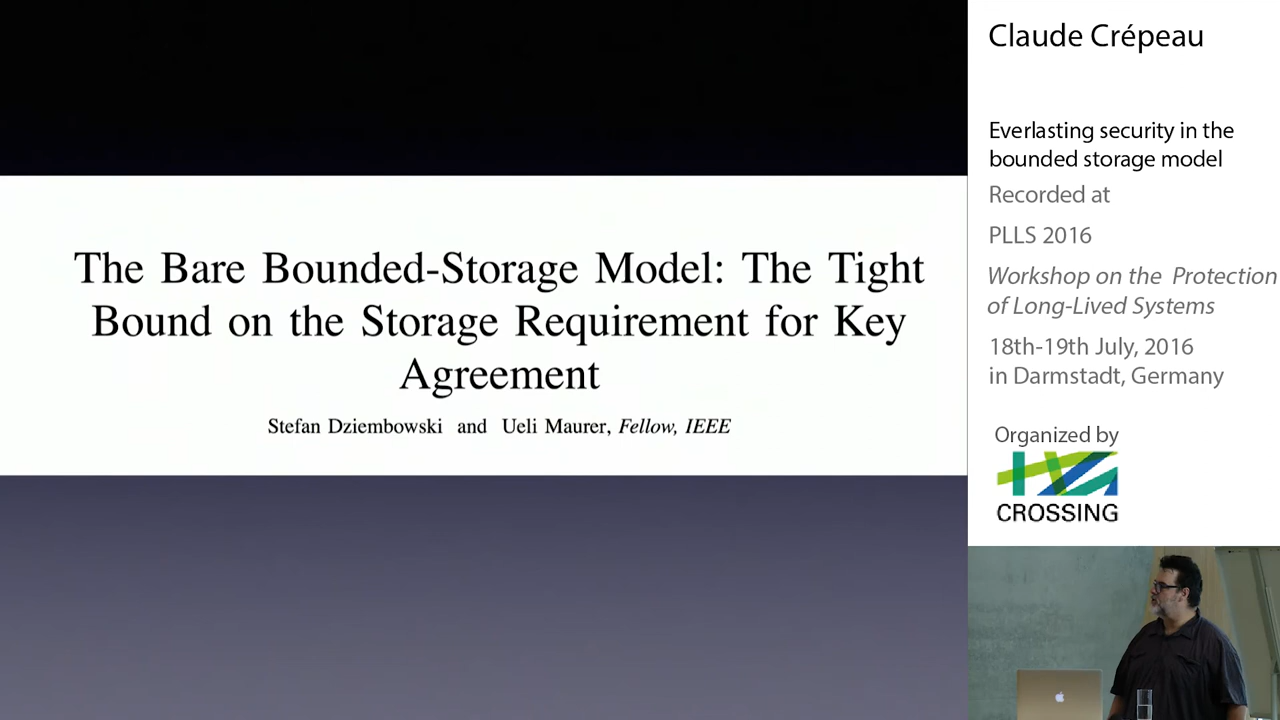 The Bare Bounded-Storage Model: The Tight
Bound on the Storage Requirement for Key
Agreement
Stefan Dziembowski and Ueli Maurer, Fellow, IEEE
Claude Crépeau
Everlasting security in the
bounded storage model
Recorded at
PLLS 2016
Workshop on the Protection
of Long-Lived Systems
18th-19th July, 2016
in Darmstadt, Germany
Organized by
CROSSING